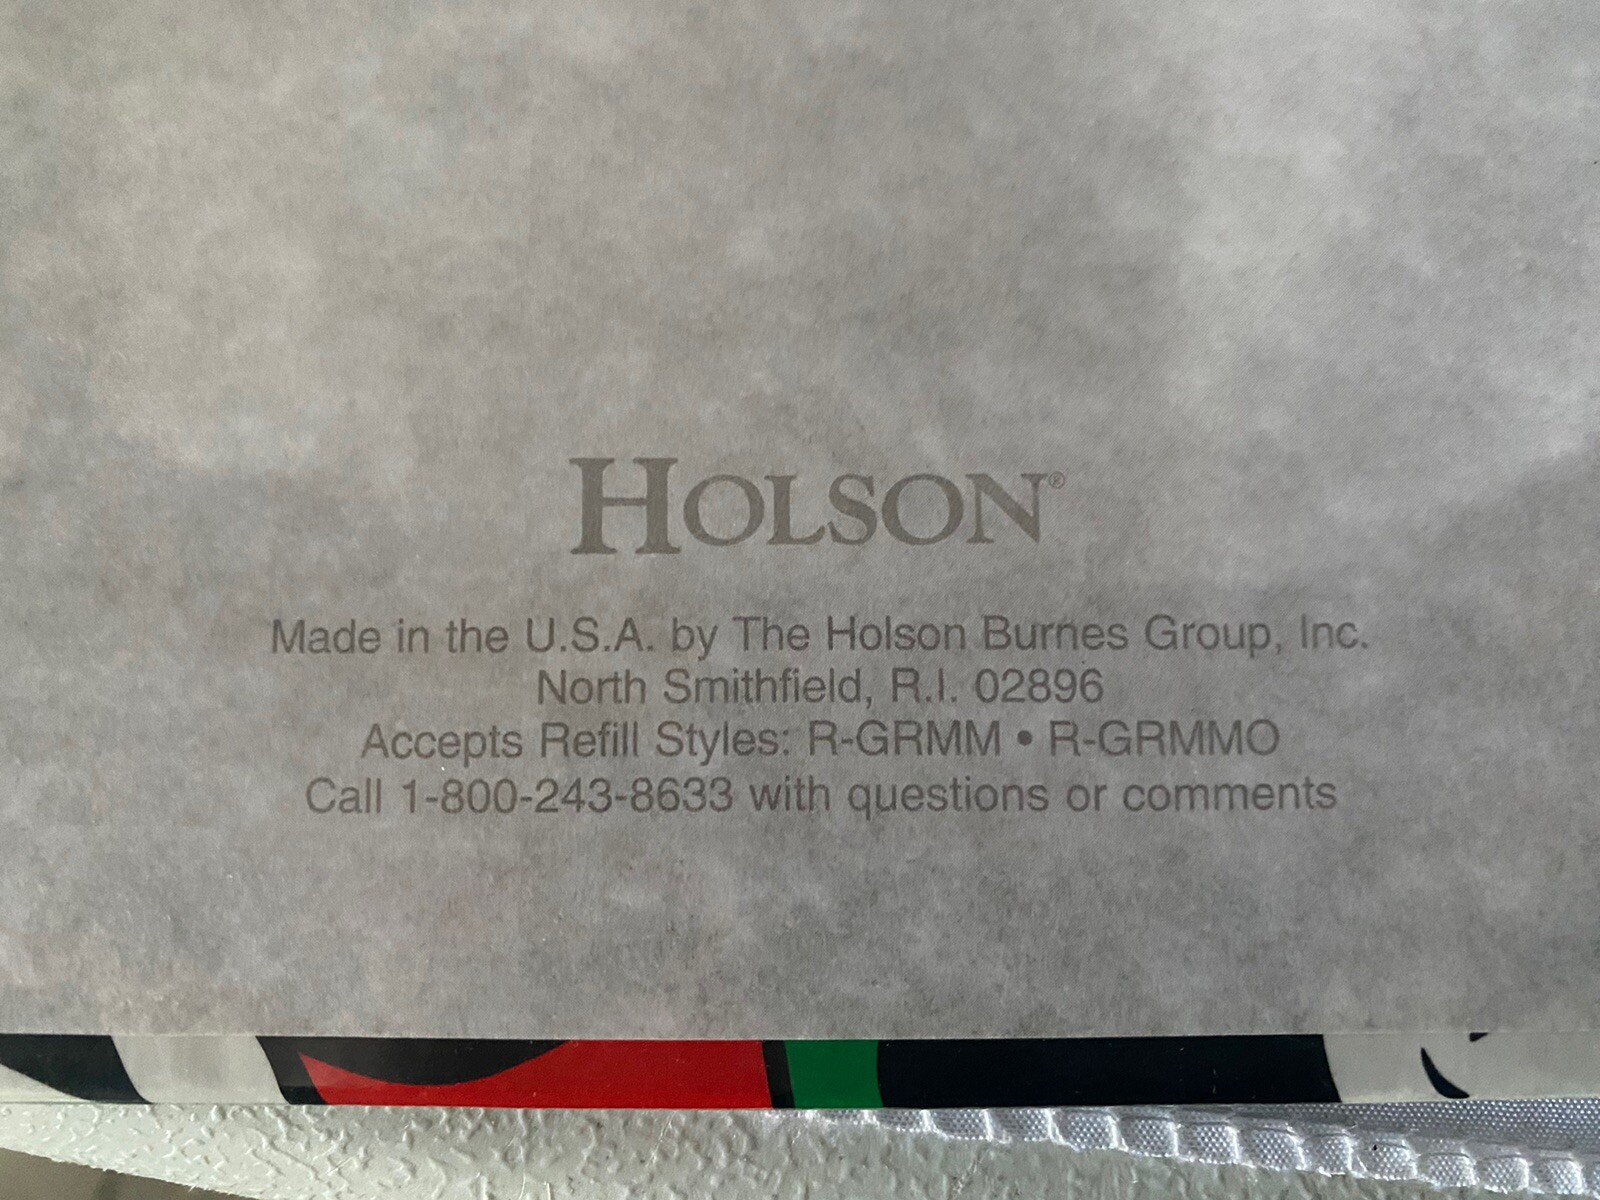 HOLSON®
Made in the U.S.A. by The Holson Burnes Group, Inc.
North Smithfield, R.I. 02896
Accepts Refill Styles: R-GRMM • R-GRMMO
Call 1-800-243-8633 with questions or comments